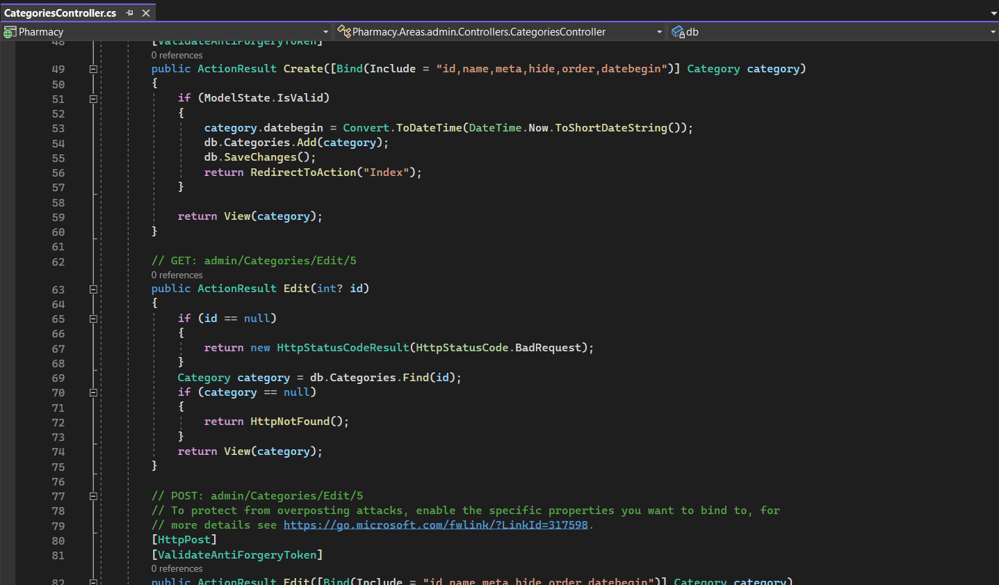 CategoriesController.cs
Pharmacy
Pharmacy.Areas.admin.Controllers.CategoriesController
db
48 [ValidateAntiForgeryToken]
0 references
49 public ActionResult Create([Bind(Include = "id,name,meta,hide,order,datebegin")] Category category)
50 {
51 if (ModelState.IsValid)
52 {
53 category.datebegin = Convert.ToDateTime(DateTime.Now.ToShortDateString());
54 db.Categories.Add(category);
55 db.SaveChanges();
56 return RedirectToAction("Index");
57 }
58
59 return View(category);
60 }
61
62 // GET: admin/Categories/Edit/5
0 references
63 public ActionResult Edit(int? id)
64 {
65 if (id == null)
66 {
67 return new HttpStatusCodeResult(HttpStatusCode.BadRequest);
68 }
69 Category category = db.Categories.Find(id);
70 if (category == null)
71 {
72 return HttpNotFound();
73 }
74 return View(category);
75 }
76
77 // POST: admin/Categories/Edit/5
78 // To protect from overposting attacks, enable the specific properties you want to bind to, for
79 // more details see https://go.microsoft.com/fwlink/?LinkId=317598.
80 [HttpPost]
81 [ValidateAntiForgeryToken]
0 references
82 public ActionResult Edit([Bind(Include = "id,name,meta,hide,order,datebegin")] Category category)